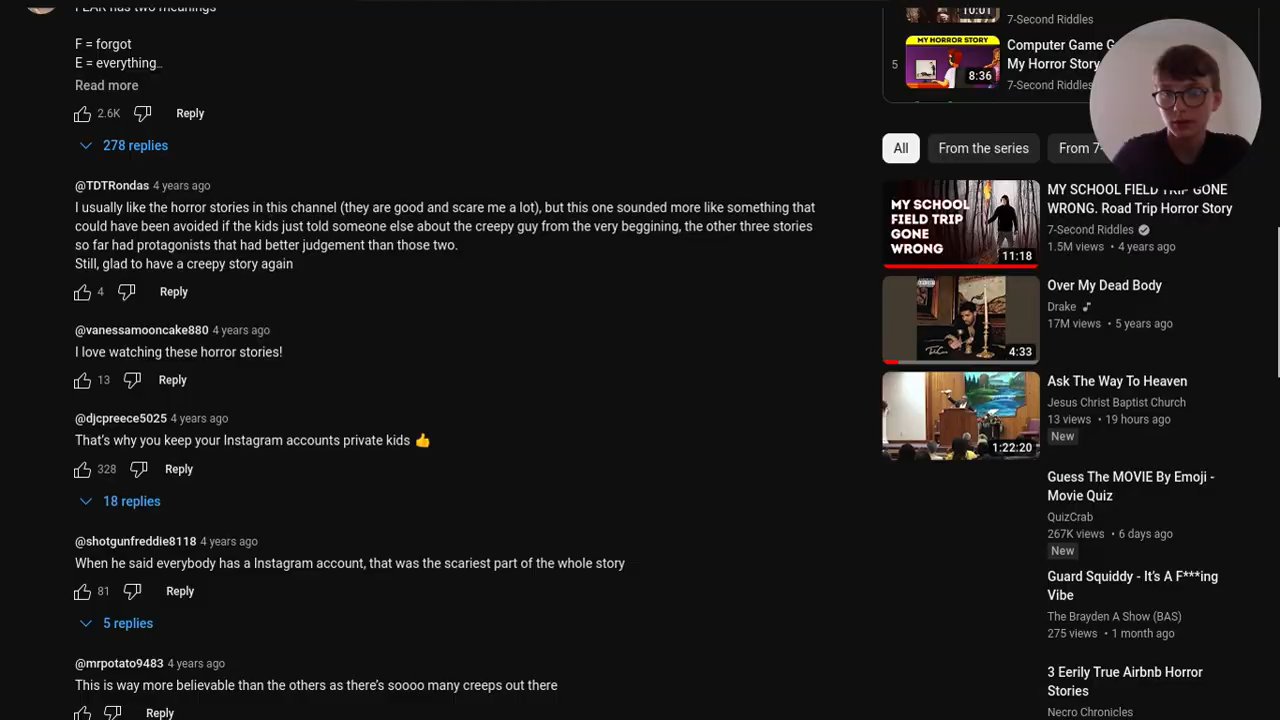 FEAR has two meanings
F = forgot
E = everything...
Read more
2.6K Reply
278 replies
@TDTRondas 4 years ago
I usually like the horror stories in this channel (they are good and scare me a lot), but this one sounded more like something that
could have been avoided if the kids just told someone else about the creepy guy from the very beggining, the other three stories
so far had protagonists that had better judgement than those two.
Still, glad to have a creepy story again
4 Reply
@vanessamooncake880 4 years ago
I love watching these horror stories!
13 Reply
@djcpreece5025 4 years ago
That's why you keep your Instagram accounts private kids 👍
328 Reply
18 replies
@shotgunfreddie8118 4 years ago
When he said everybody has a Instagram account, that was the scariest part of the whole story
81 Reply
5 replies
@mrpotato9483 4 years ago
This is way more believable than the others as there's soooo many creeps out there
Reply
10:01
7-Second Riddles
5
MY HORROR STORY
8:36
Computer Game G
My Horror Story
7-Second Riddles
All
From the series
From 7-
MY SCHOOL
FIELD TRIP
GONE
WRONG
11:18
MY SCHOOL FIELD TRIP GONE
WRONG. Road Trip Horror Story
7-Second Riddles
1.5M views • 4 years ago
4:33
Over My Dead Body
Drake
17M views • 5 years ago
1:22:20
Ask The Way To Heaven
Jesus Christ Baptist Church
13 views • 19 hours ago
New
Guess The MOVIE By Emoji -
Movie Quiz
QuizCrab
267K views • 6 days ago
New
Guard Squiddy - It's A F***ing
Vibe
The Brayden A Show (BAS)
275 views • 1 month ago
3 Eerily True Airbnb Horror
Stories
Necro Chronicles